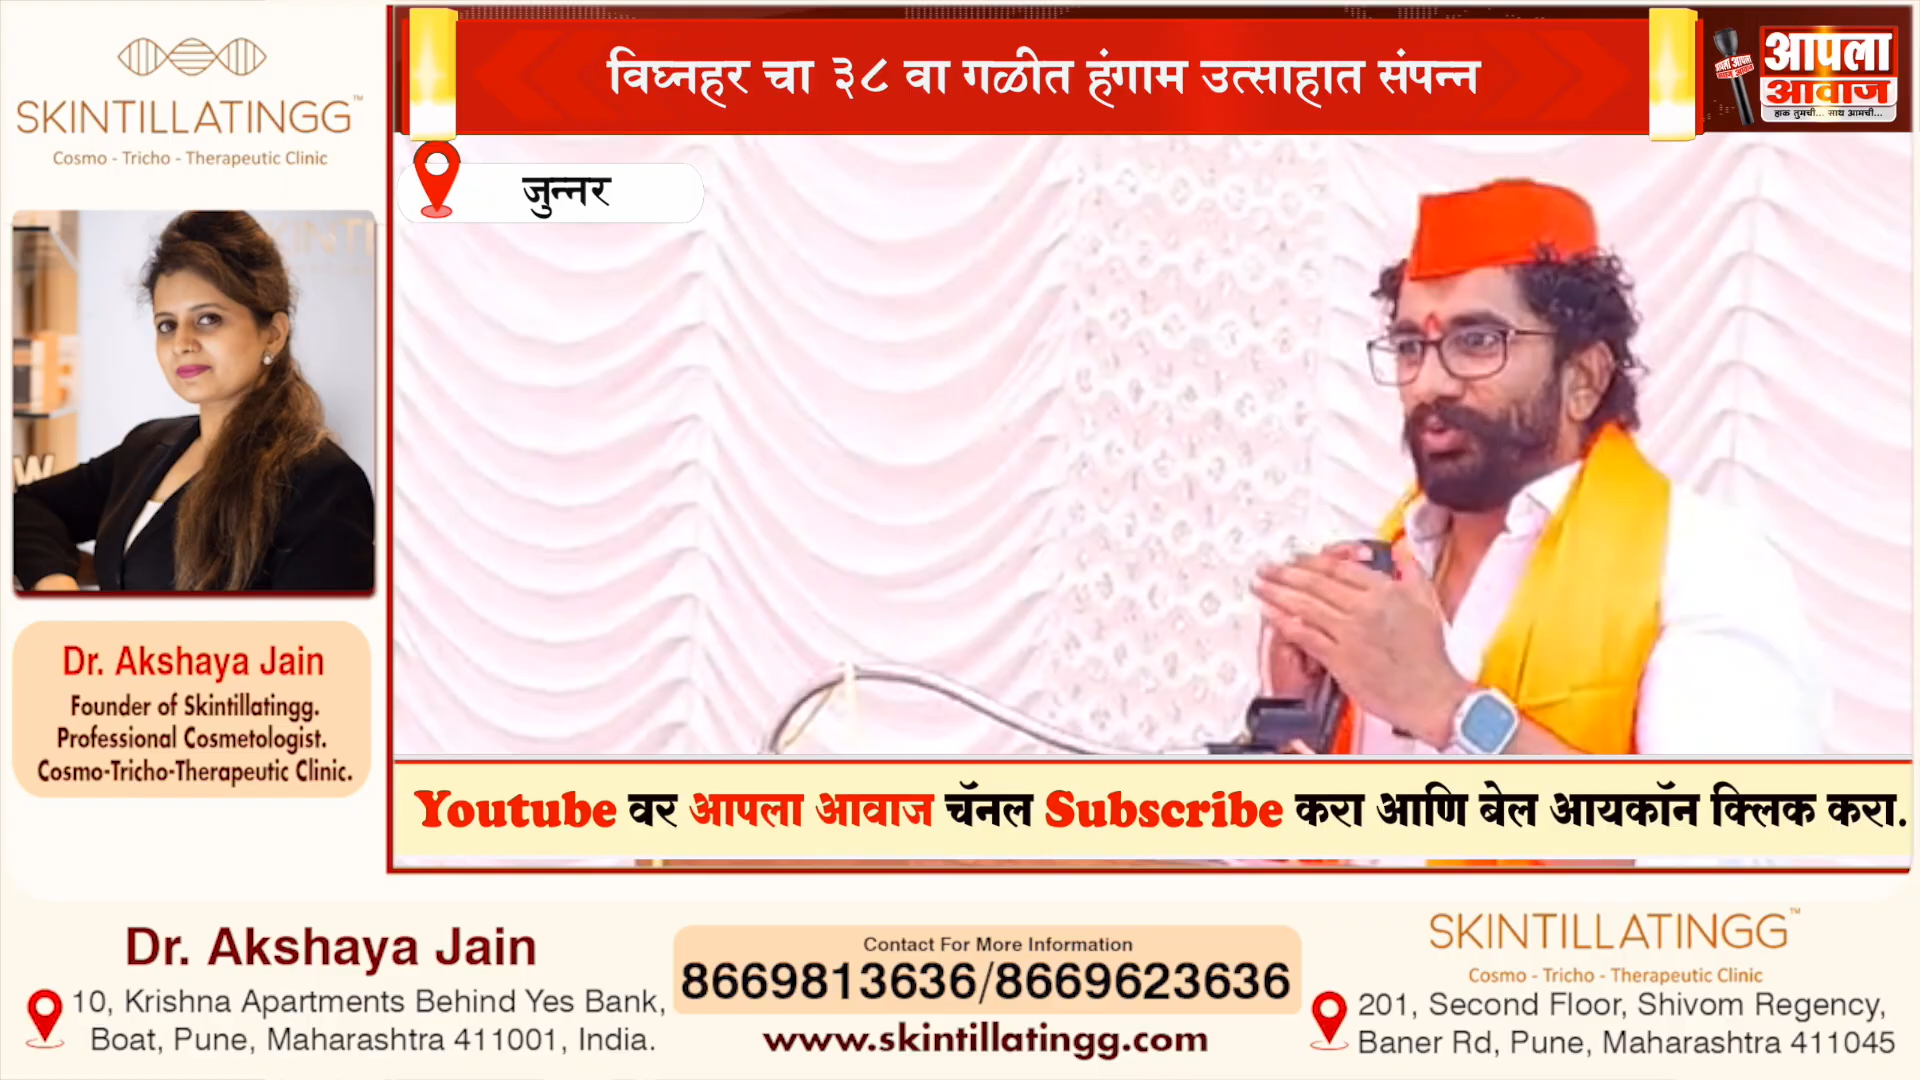 विघ्नहर चा ३८ वा गळीत हंगाम उत्साहात संपन्न
आपला
आवाज
हाक तुमची... साथ आमची...
जुन्नर
SKINTILLATINGG™
Cosmo - Tricho - Therapeutic Clinic
Dr. Akshaya Jain
Founder of Skintillatingg.
Professional Cosmetologist.
Cosmo-Tricho-Therapeutic Clinic.
Youtube वर आपला आवाज चॅनल Subscribe करा आणि बेल आयकॉन क्लिक करा.
Dr. Akshaya Jain
10, Krishna Apartments Behind Yes Bank,
Boat, Pune, Maharashtra 411001, India.
Contact For More Information
8669813636/8669623636
www.skintillatingg.com
SKINTILLATINGG™
Cosmo - Tricho - Therapeutic Clinic
201, Second Floor, Shivom Regency,
Baner Rd, Pune, Maharashtra 411045